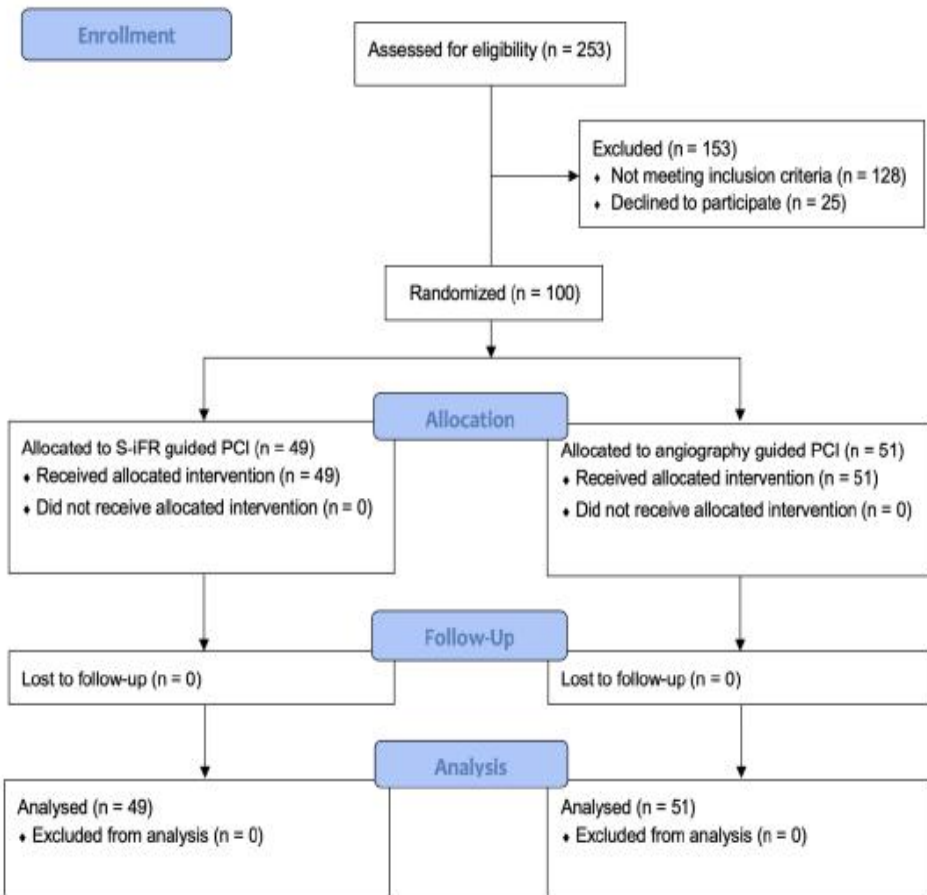 Enrollment
Assessed for eligibility (n = 253)
Excluded (n = 153)
♦ Not meeting inclusion criteria (n = 128)
♦ Declined to participate (n = 25)
Randomized (n = 100)
Allocation
Allocated to S-iFR guided PCI (n = 49)
♦ Received allocated intervention (n = 49)
♦ Did not receive allocated intervention (n = 0)
Allocated to angiography guided PCI (n = 51)
♦ Received allocated intervention (n = 51)
♦ Did not receive allocated intervention (n = 0)
Follow-Up
Lost to follow-up (n = 0)
Lost to follow-up (n = 0)
Analysis
Analysed (n = 49)
♦ Excluded from analysis (n = 0)
Analysed (n = 51)
♦ Excluded from analysis (n = 0)